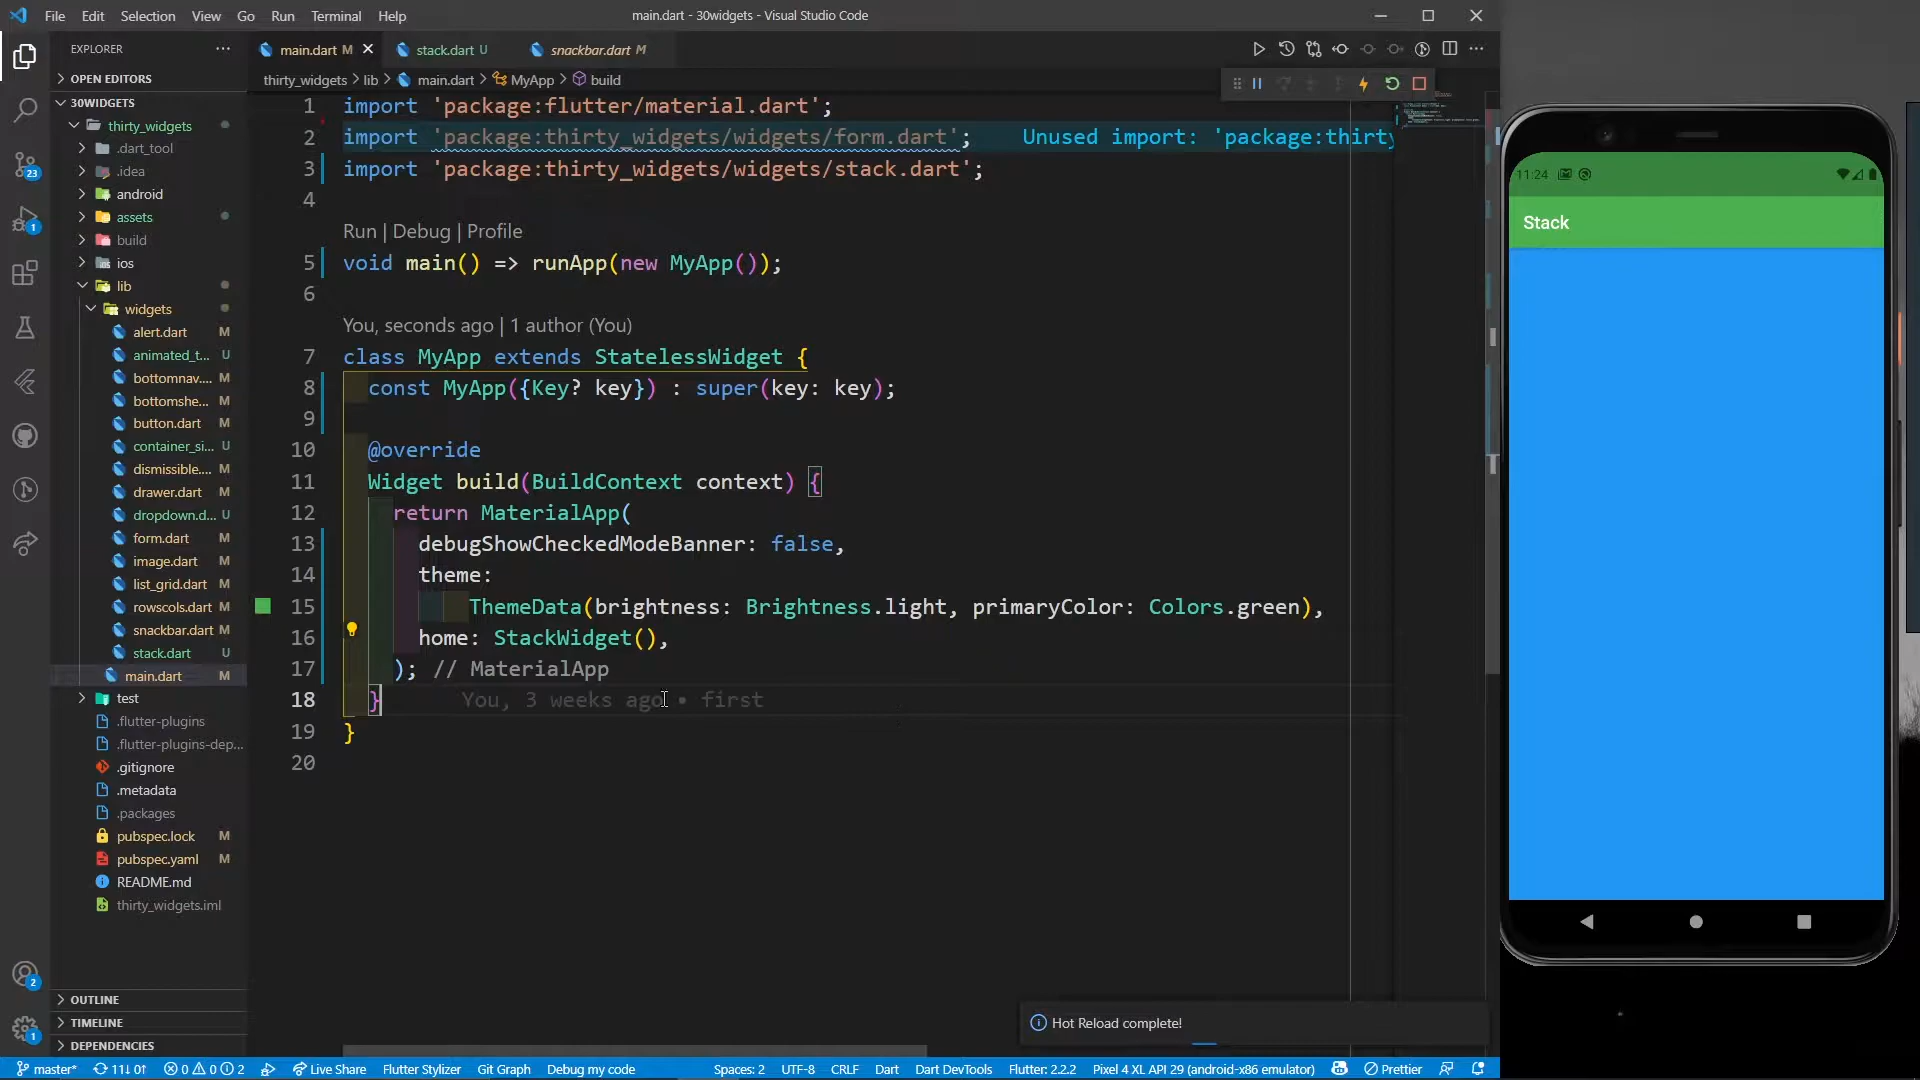 File Edit Selection View Go Run Terminal Help
main.dart - 30widgets - Visual Studio Code
EXPLORER
OPEN EDITORS
30WIDGETS
thirty_widgets
.dart_tool
.idea
android
assets
build
ios
lib
widgets
alert.dart M
animated_t... U
bottomnav.... M
bottomshe... M
button.dart M
container_si... U
dismissible.... M
drawer.dart M
dropdown.d... U
form.dart M
image.dart M
list_grid.dart M
rowscols.dart M
snackbar.dart M
stack.dart U
main.dart M
test
.flutter-plugins
.flutter-plugins-dep...
.gitignore
.metadata
.packages
pubspec.lock M
pubspec.yaml M
README.md
thirty_widgets.iml
OUTLINE
TIMELINE
DEPENDENCIES
23
1
2
1
main.dart M
stack.dart U
snackbar.dart M
thirty_widgets > lib > main.dart > MyApp > build
1 import 'package:flutter/material.dart';
2 import 'package:thirty_widgets/widgets/form.dart'; Unused import: 'package:thirty
3 import 'package:thirty_widgets/widgets/stack.dart';
4
Run | Debug | Profile
5 void main() => runApp(new MyApp());
6
You, seconds ago | 1 author (You)
7 class MyApp extends StatelessWidget {
8 const MyApp({Key? key}) : super(key: key);
9
10 @override
11 Widget build(BuildContext context) {
12 return MaterialApp(
13 debugShowCheckedModeBanner: false,
14 theme:
15 ThemeData(brightness: Brightness.light, primaryColor: Colors.green),
16 home: StackWidget(),
17 ); // MaterialApp
18 } You, 3 weeks ago • first
19 }
20
Hot Reload complete!
11:24
Stack
master* 11↓ 0↑ 0 0 2 Live Share Flutter Stylizer Git Graph Debug my code Spaces: 2 UTF-8 CRLF Dart Dart DevTools Flutter: 2.2.2 Pixel 4 XL API 29 (android-x86 emulator) Prettier